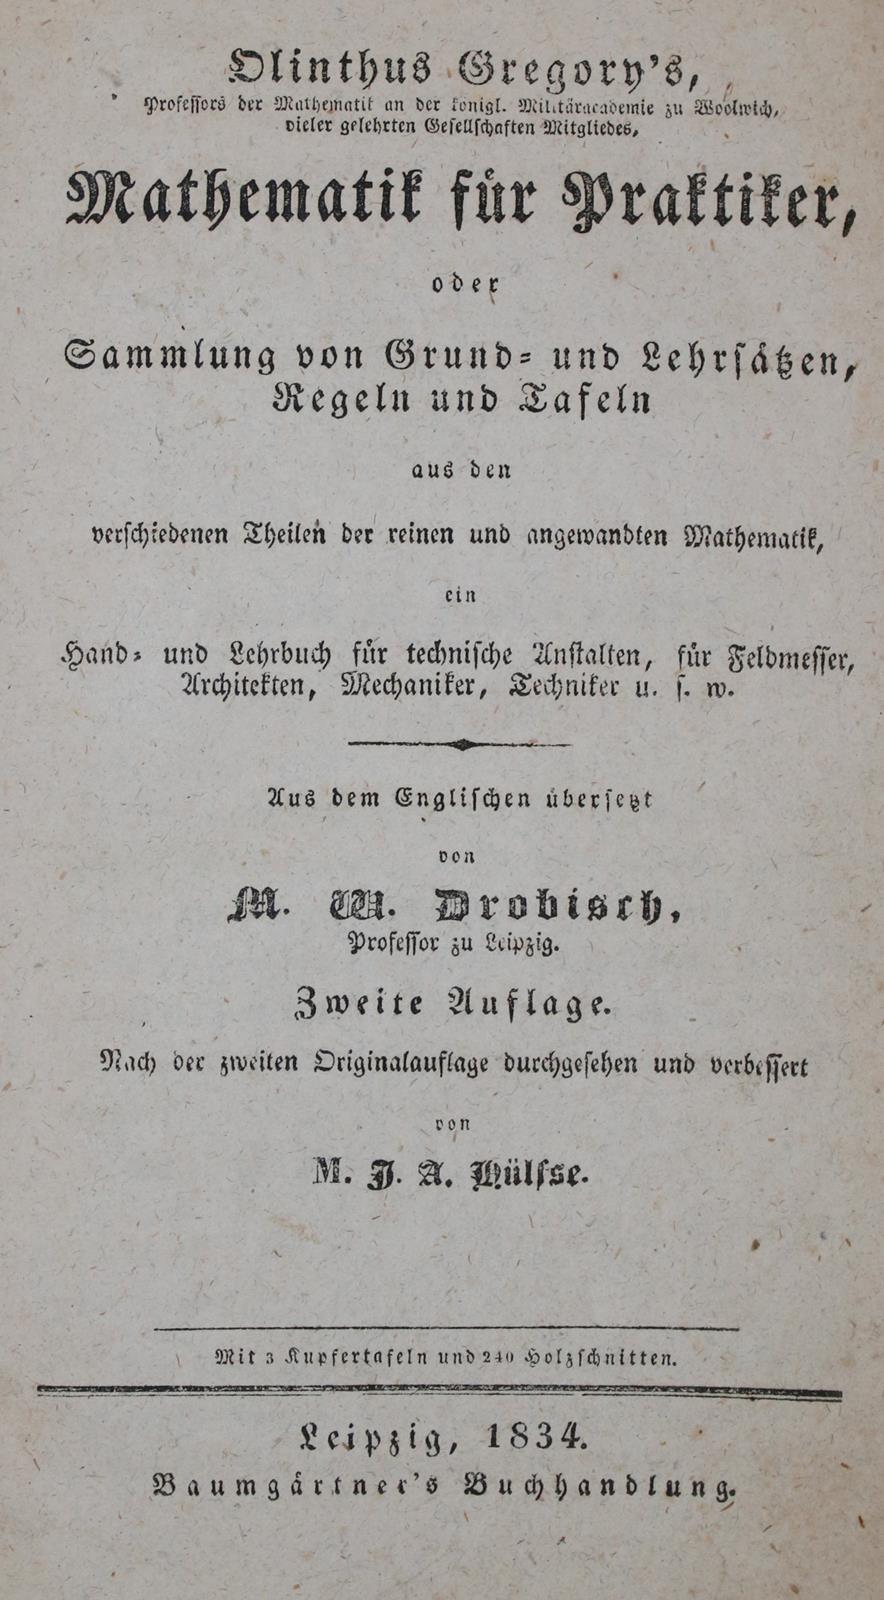 Olinthus Gregory's,
Professors der Mathematik an der königl. Militäracademie zu Woolwich,
vieler gelehrten Gesellschaften Mitgliedes,
Mathematik für Praktiker,
oder
Sammlung von Grund- und Lehrsätzen,
Regeln und Tafeln
aus den
verschiedenen Theilen der reinen und angewandten Mathematik,
ein
Hand- und Lehrbuch für technische Anstalten, für Feldmesser,
Architekten, Mechaniker, Techniker u. s. w.
Aus dem Englischen übersetzt
von
M. W. Drobisch,
Professor zu Leipzig.
Zweite Auflage.
Nach der zweiten Originalauflage durchgesehen und verbessert
von
M. J. A. Hülsse.
Mit 3 Kupfertafeln und 240 Holzschnitten.
Leipzig, 1834.
Baumgärtner's Buchhandlung.